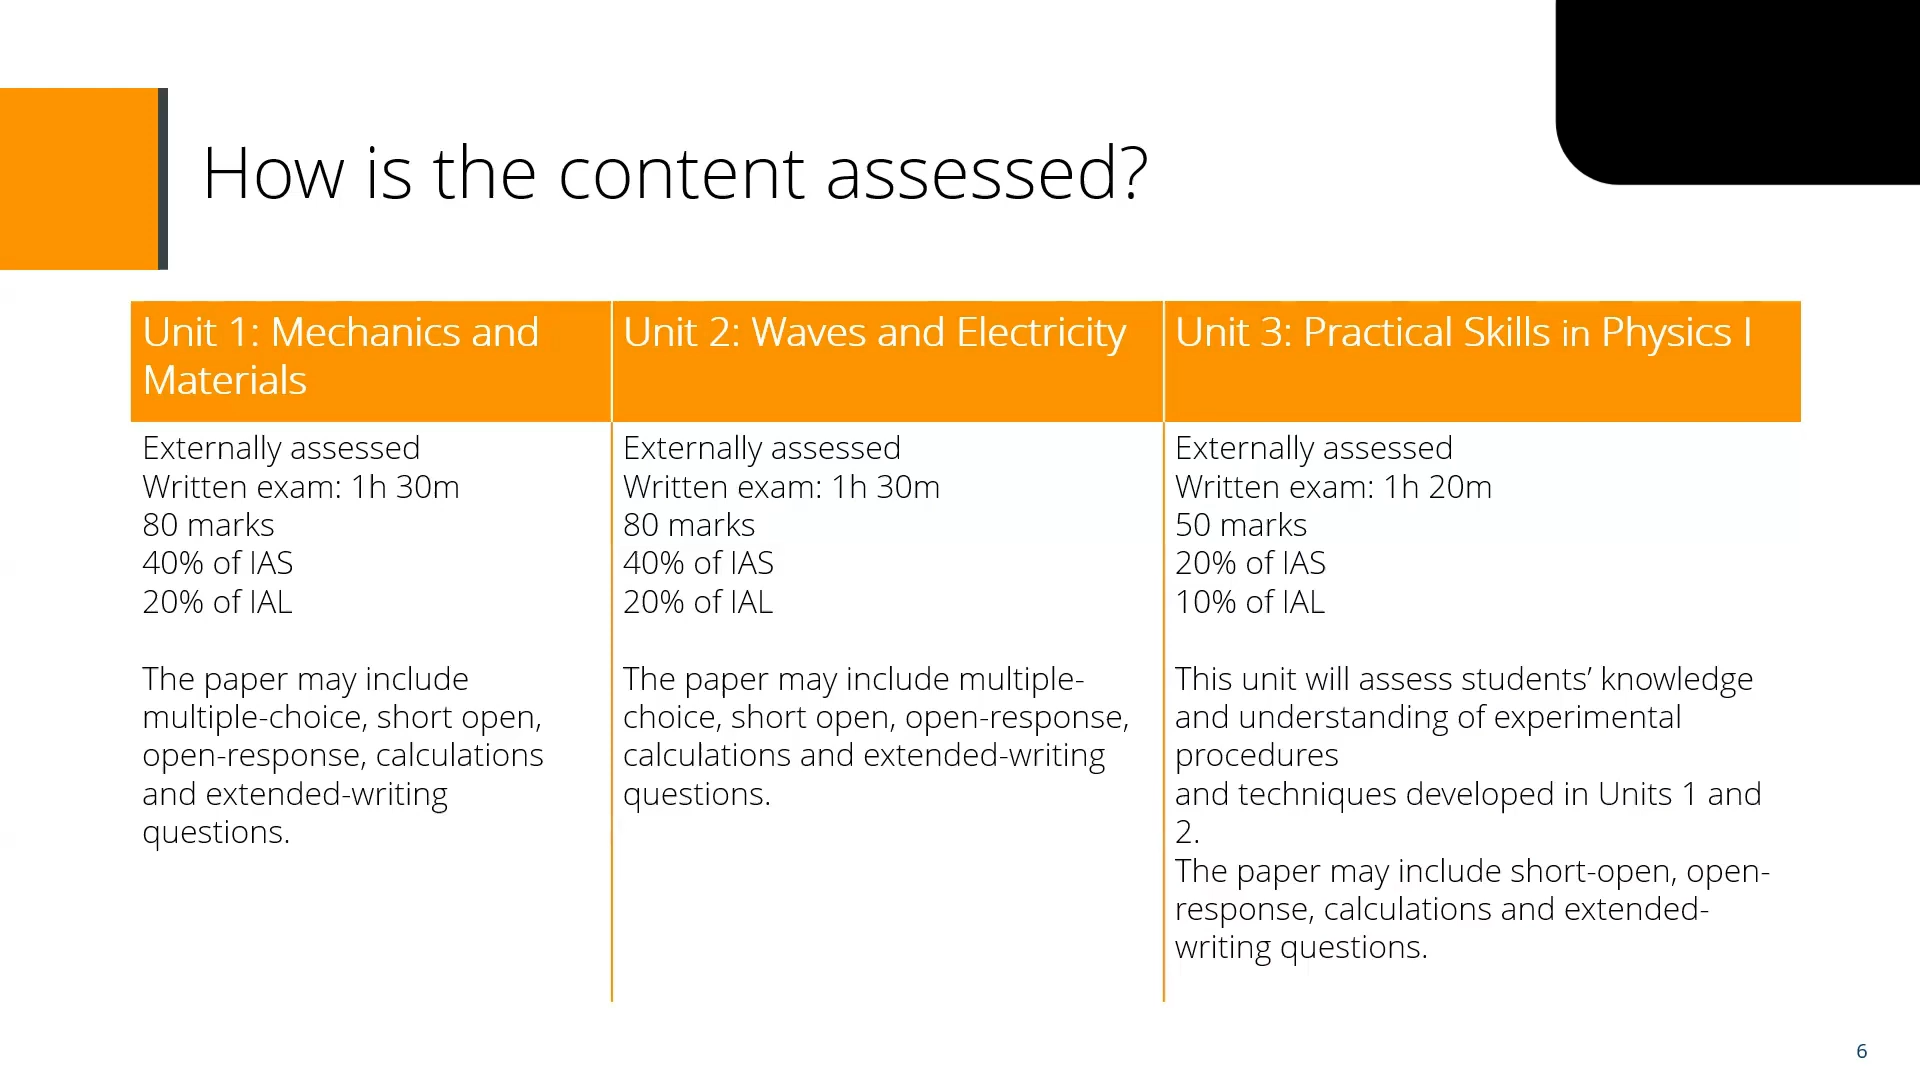 How is the content assessed?
Unit 1: Mechanics and
Materials
Externally assessed
Written exam: 1h 30m
80 marks
40% of IAS
20% of IAL
The paper may include
multiple-choice, short open,
open-response, calculations
and extended-writing
questions.
Unit 2: Waves and Electricity
Externally assessed
Written exam: 1h 30m
80 marks
40% of IAS
20% of IAL
The paper may include multiple-
choice, short open, open-response,
calculations and extended-writing
questions.
Unit 3: Practical Skills in Physics I
Externally assessed
Written exam: 1h 20m
50 marks
20% of IAS
10% of IAL
This unit will assess students’ knowledge
and understanding of experimental
procedures
and techniques developed in Units 1 and
2.
The paper may include short-open, open-
response, calculations and extended-
writing questions.
6